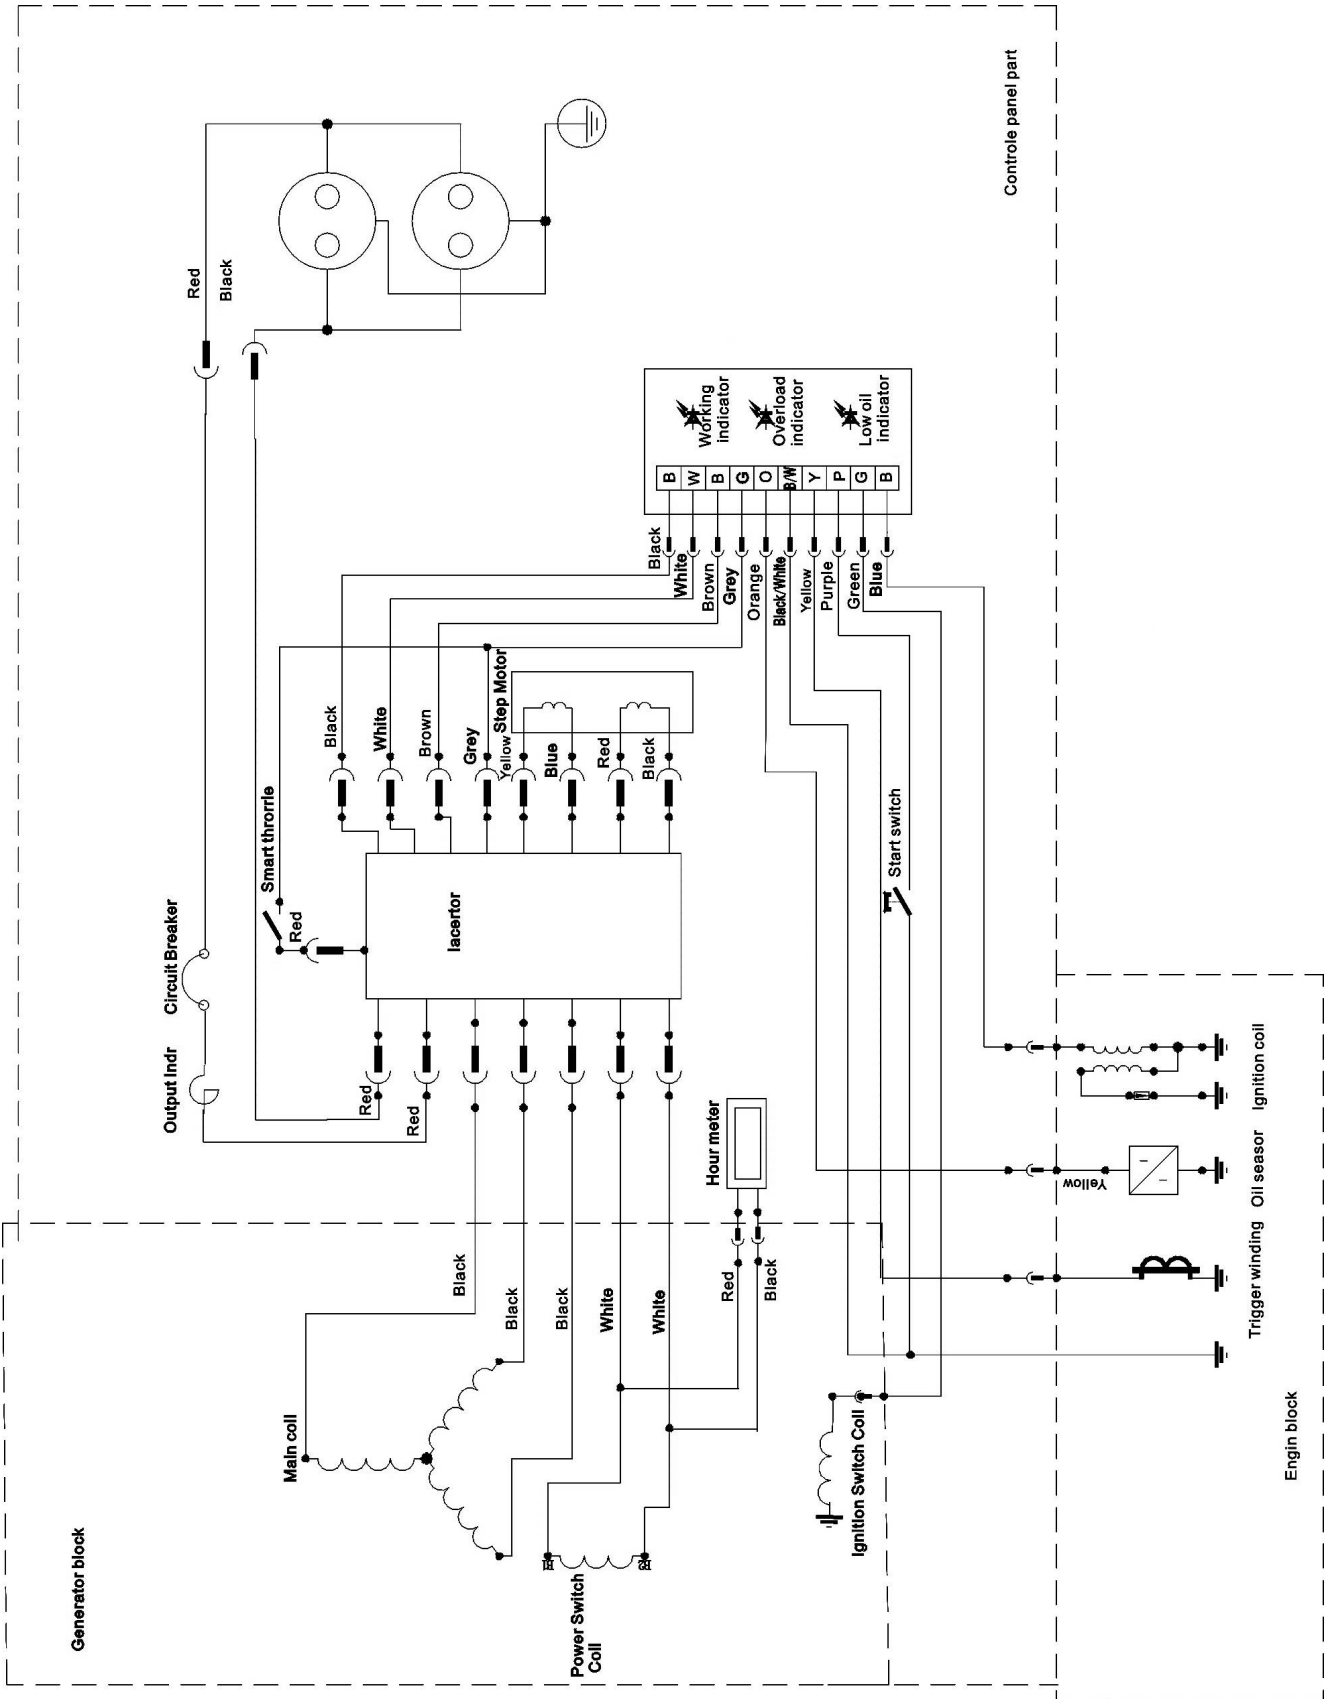 Controle panel part
Red
Black
Working
indicator
Overload
indicator
Low oil
indicator
B
W
B
G
O
B/W
Y
P
G
B
Black
White
Brown
Grey
Orange
Black/White
Yellow
Purple
Green
Blue
Black
White
Brown
Grey
Yellow
Step Motor
Blue
Red
Black
Smart throrrle
Red
Iacertor
Start switch
Circuit Breaker
Output Indr
Red
Red
Hour meter
Red
Black
Black
Black
Black
White
White
Main coil
Power Switch
Coil
Ignition Switch Coil
Generator block
Yellow
Ignition coil
Oil seasor
Trigger winding
Engin block